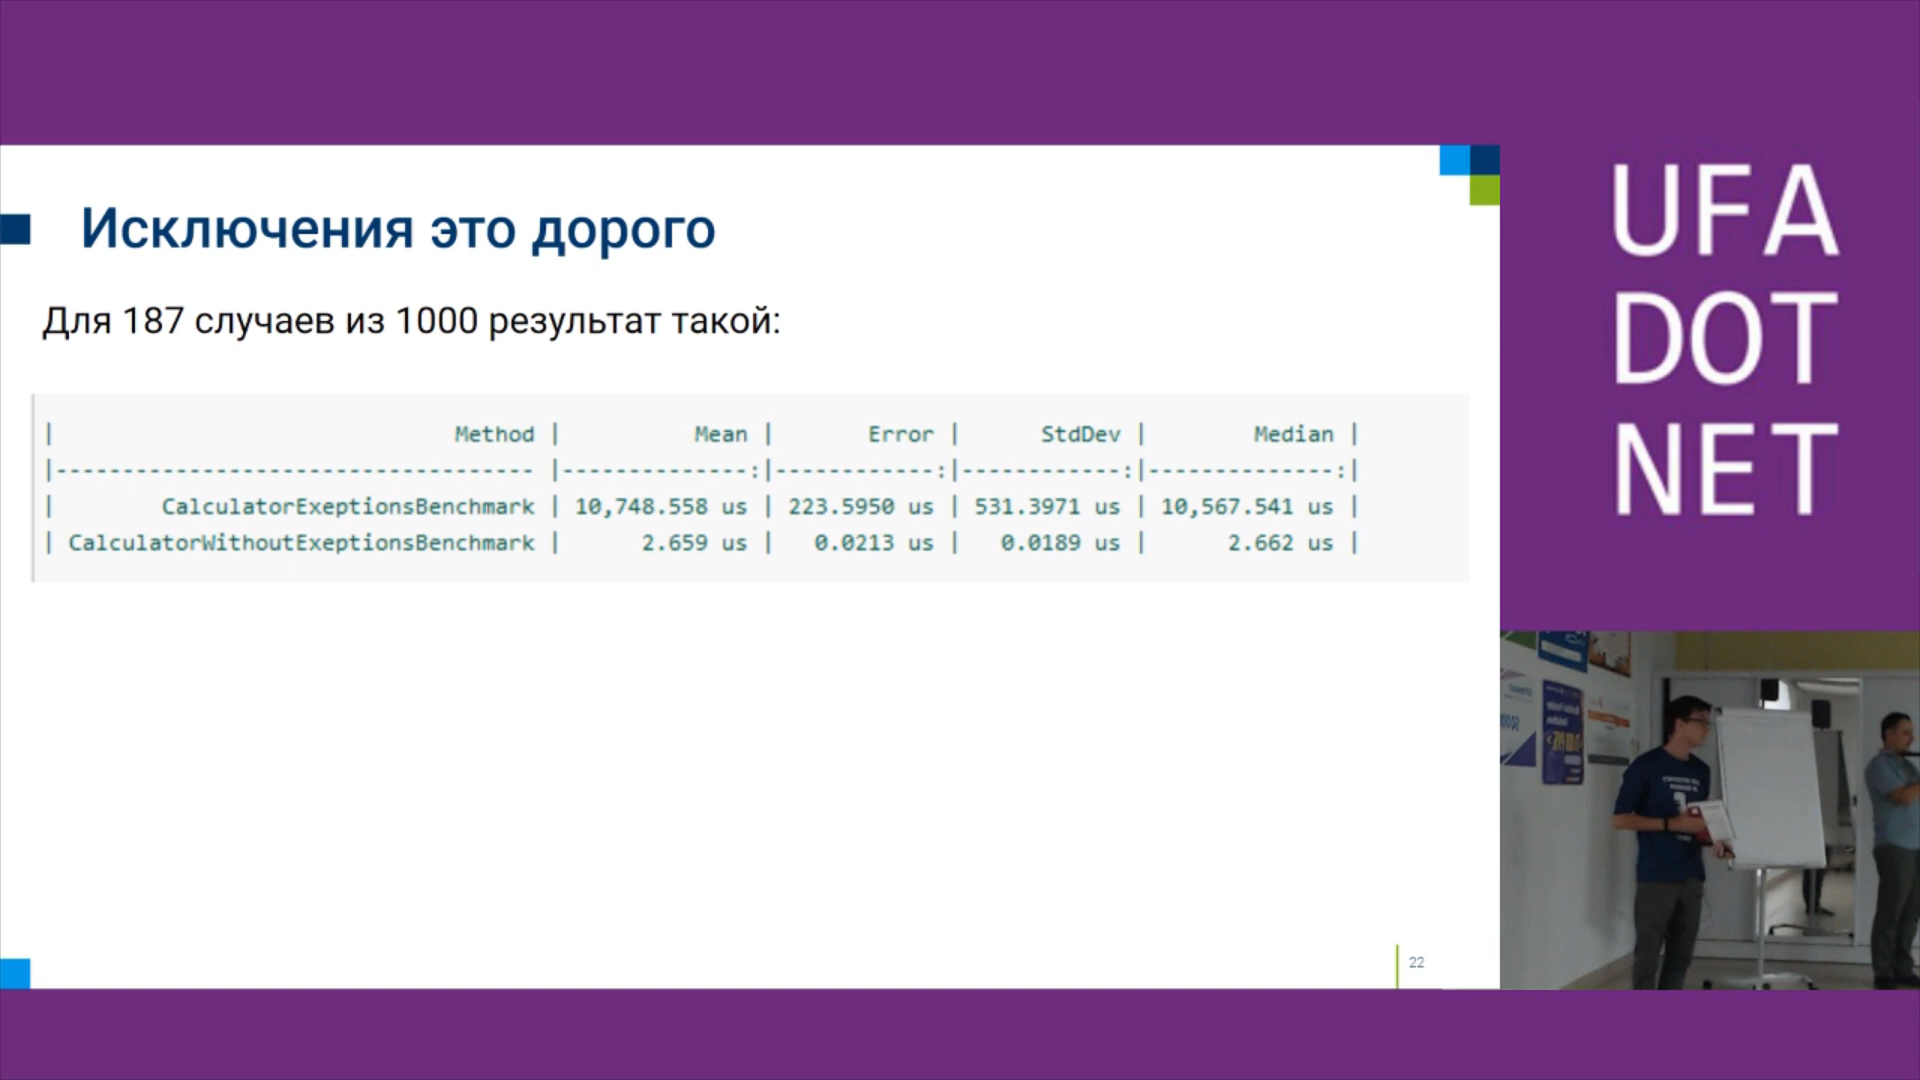 Исключения это дорого
Для 187 случаев из 1000 результат такой:
| Method | Mean | Error | StdDev | Median |
|------------------------------------ |--------------:|------------:|------------:|--------------:|
| CalculatorExeptionsBenchmark | 10,748.558 us | 223.5950 us | 531.3971 us | 10,567.541 us |
| CalculatorWithoutExeptionsBenchmark | 2.659 us | 0.0213 us | 0.0189 us | 2.662 us |
22
UFA
DOT
NET